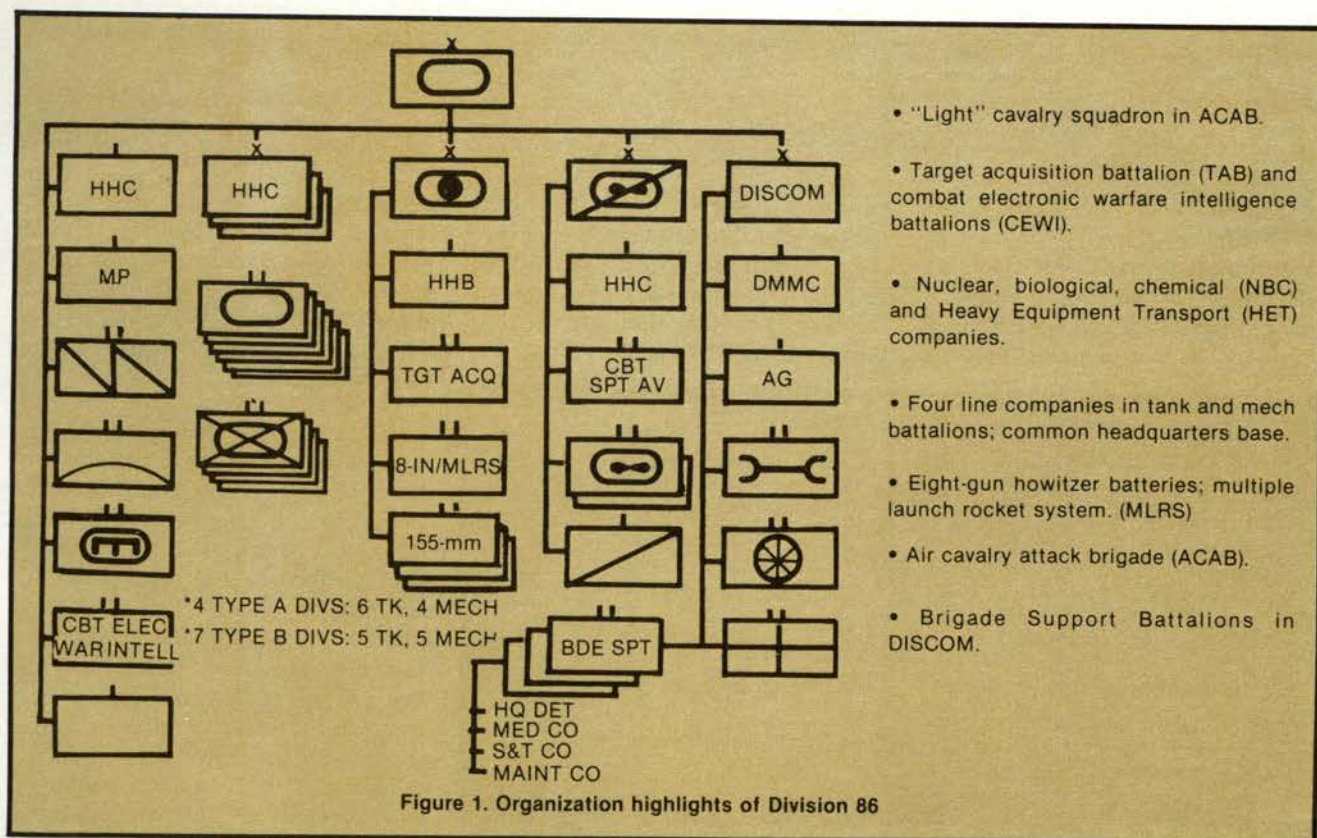 HHC
HHC
DISCOM
MP
HHB
HHC
DMMC
TGT ACQ
CBT
SPT AV
AG
8-IN/MLRS
155-mm
CBT ELEC
WARINTELL
*4 TYPE A DIVS: 6 TK, 4 MECH
*7 TYPE B DIVS: 5 TK, 5 MECH
BDE SPT
HQ DET
MED CO
S&T CO
MAINT CO
• "Light" cavalry squadron in ACAB.
• Target acquisition battalion (TAB) and
combat electronic warfare intelligence
battalions (CEWI).
• Nuclear, biological, chemical (NBC)
and Heavy Equipment Transport (HET)
companies.
• Four line companies in tank and mech
battalions; common headquarters base.
• Eight-gun howitzer batteries; multiple
launch rocket system. (MLRS)
• Air cavalry attack brigade (ACAB).
• Brigade Support Battalions in
DISCOM.
Figure 1. Organization highlights of Division 86